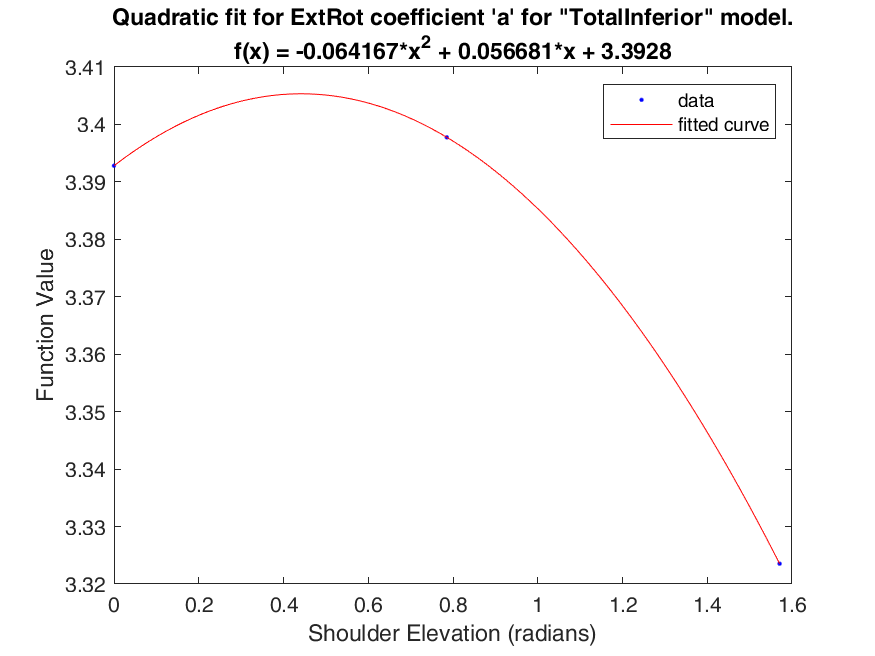 Quadratic fit for ExtRot coefficient 'a' for "TotalInferior" model.
f(x) = -0.064167*x^2 + 0.056681*x + 3.3928
data
fitted curve
Function Value
3.41
3.4
3.39
3.38
3.37
3.36
3.35
3.34
3.33
3.32
0 0.2 0.4 0.6 0.8 1 1.2 1.4 1.6
Shoulder Elevation (radians)